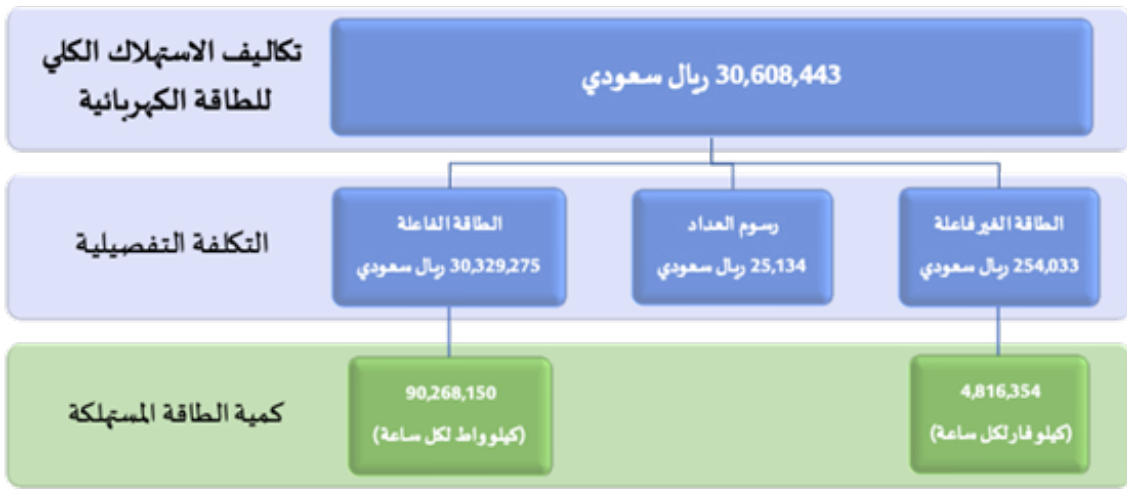 تكاليف الاستهلاك الكلي
للطاقة الكهربائية
30,608,443 ريال سعودي
التكلفة التفصيلية
الطاقة الغير فاعلة
254,033 ريال سعودي
رسوم العداد
25,134 ريال سعودي
الطاقة الفاعلة
30,329,275 ريال سعودي
كمية الطاقة المستهلكة
4,816,354
(كيلو فار لكل ساعة)
90,268,150
(كيلو واط لكل ساعة)